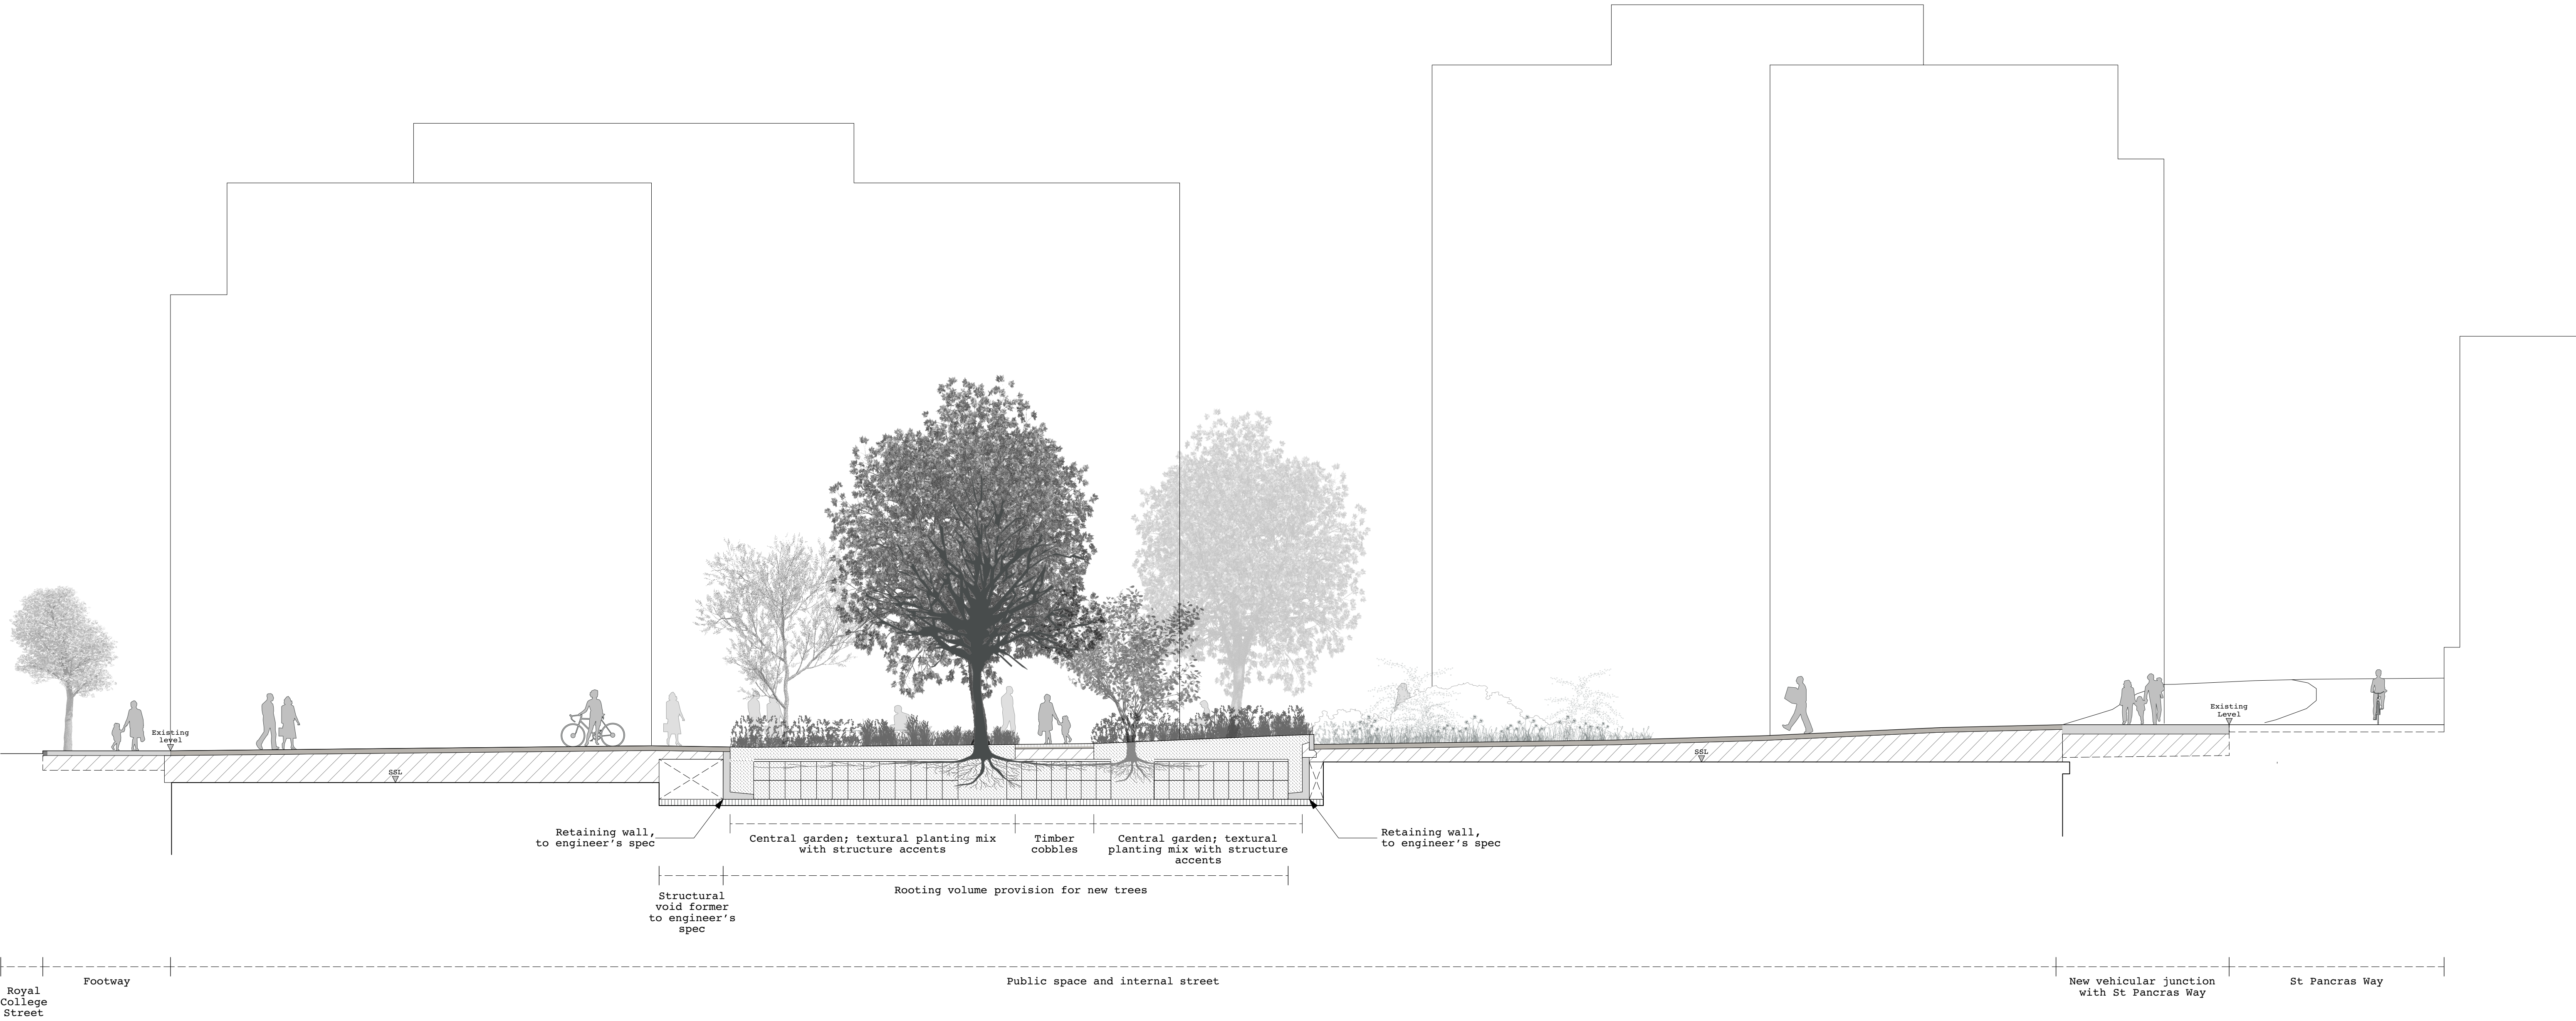 Existing
level
SSL
SSL
Existing
Level
Retaining wall,
to engineer's spec
Central garden; textural planting mix
with structure accents
Timber
cobbles
Central garden; textural
planting mix with structure
accents
Retaining wall,
to engineer's spec
Structural
void former
to engineer's
spec
Rooting volume provision for new trees
Royal
College
Street
Footway
Public space and internal street
New vehicular junction
with St Pancras Way
St Pancras Way